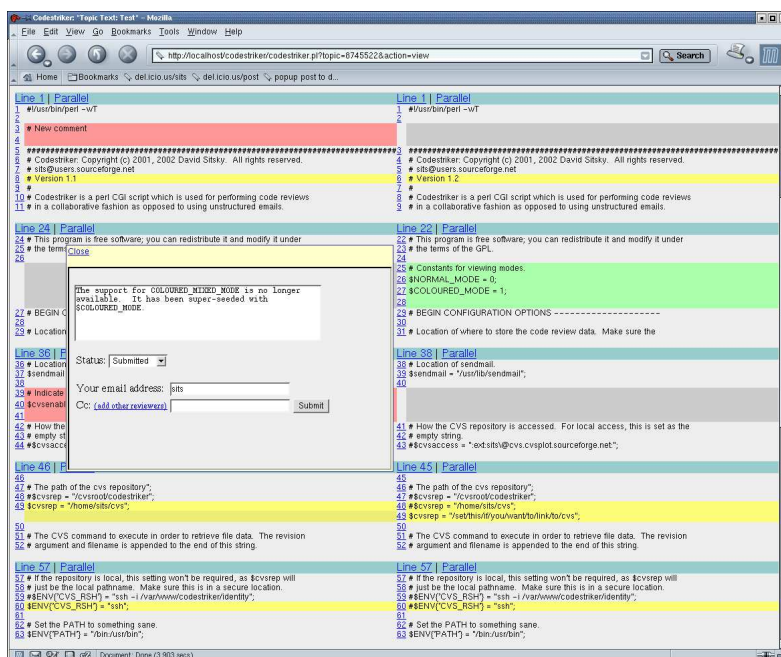 Codestriker: "Topic Text: Test" - Mozilla
File Edit View Go Bookmarks Tools Window Help
http://localhost/codestriker/codestriker.pl?topic=6745522&action=view
Search
Home Bookmarks del.icio.us/sits del.icio.us/post popup post to d...
Line 1 | Parallel
1 #!/usr/bin/perl -wT
2
3 # New comment
4
5 ################################################################################
6 # Codestriker: Copyright (c) 2001, 2002 David Sitsky. All rights reserved.
7 # sits@users.sourceforge.net
8 # Version 1.1
9 #
10 # Codestriker is a perl CGI script which is used for performing code reviews
11 # in a collaborative fashion as opposed to using unstructured emails.
Line 24 | Parallel
24 # This program is free software; you can redistribute it and modify it under
25 # the terms
26
27 # BEGIN C
28
29 # Location
Line 36 | P
36 # Location
37 $sendmail
38
39 # Indicate
40 $cvsenabl
41
42 # How the
43 # empty st
44 #$cvsacce
Line 46 | P
46
47 # The path of the cvs repository";
48 #$cvsrep = "/cvsroot/codestriker";
49 $cvsrep = "/home/sits/cvs";
50
51 # The CVS command to execute in order to retrieve file data. The revision
52 # argument and filename is appended to the end of this string.
Line 57 | Parallel
57 # If the repository is local, this setting won't be required, as $cvsrep will
58 # just be the local pathname. Make sure this is in a secure location.
59 #$ENV{'CVS_RSH'} = "ssh -i /var/www/codestriker/identity";
60 $ENV{'CVS_RSH'} = "ssh";
61
62 # Set the PATH to something sane.
63 $ENV{'PATH'} = "/bin:/usr/bin";
Close
The support for COLOURED_MIXED_MODE is no longer
available. It has been super-seeded with
$COLOURED_MODE.
Status: Submitted
Your email address: sits
Cc: (add other reviewers)
Submit
Line 1 | Parallel
1 #!/usr/bin/perl -wT
2
3 ################################################################################
4 # Codestriker: Copyright (c) 2001, 2002 David Sitsky. All rights reserved.
5 # sits@users.sourceforge.net
6 # Version 1.2
7 #
8 # Codestriker is a perl CGI script which is used for performing code reviews
9 # in a collaborative fashion as opposed to using unstructured emails.
Line 22 | Parallel
22 # This program is free software; you can redistribute it and modify it under
23 # the terms of the GPL.
24
25 # Constants for viewing modes.
26 $NORMAL_MODE = 0;
27 $COLOURED_MODE = 1;
28
29 # BEGIN CONFIGURATION OPTIONS --------------------
30
31 # Location of where to store the code review data. Make sure the
Line 38 | Parallel
38 # Location of sendmail.
39 $sendmail = "/usr/lib/sendmail";
40
41 # How the CVS repository is accessed. For local access, this is set as the
42 # empty string.
43 #$cvsaccess = ":ext:sits\@cvs.cvsplot.sourceforge.net:";
Line 45 | Parallel
45
46 # The path of the cvs repository";
47 #$cvsrep = "/cvsroot/codestriker";
48 #$cvsrep = "/home/sits/cvs";
49 $cvsrep = "/set/this/if/you/want/to/link/to/cvs";
50
51 # The CVS command to execute in order to retrieve file data. The revision
52 # argument and filename is appended to the end of this string.
Line 57 | Parallel
57 # If the repository is local, this setting won't be required, as $cvsrep will
58 # just be the local pathname. Make sure this is in a secure location.
59 #$ENV{'CVS_RSH'} = "ssh -i /var/www/codestriker/identity";
60 #$ENV{'CVS_RSH'} = "ssh";
61
62 # Set the PATH to something sane.
63 $ENV{'PATH'} = "/bin:/usr/bin";
Document: Done (3.903 secs)